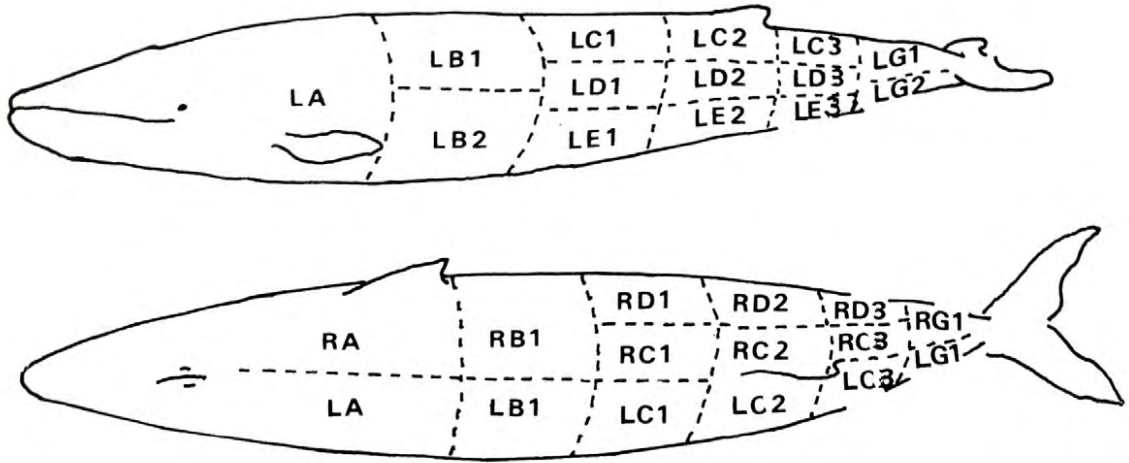 LC1 LC2 LC3 LG1
LB1
LD1 LD2 LD3 LG2
LA
LB2 LE1 LE2 LE3
RD1 RD2 RD3 RG1
RA RB1 RC1 RC2 RC3 LG1
LA LB1 LC1 LC2 LC3